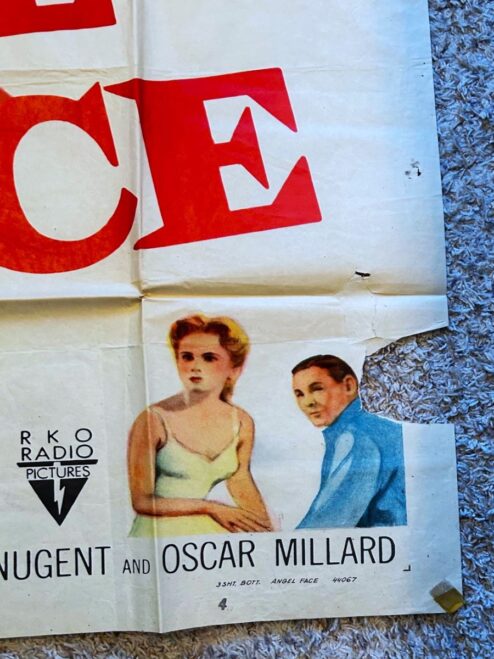 CE
RKO
RADIO
PICTURES
NUGENT AND OSCAR MILLARD
3SHT. BOTT. ANGEL FACE 44067
4